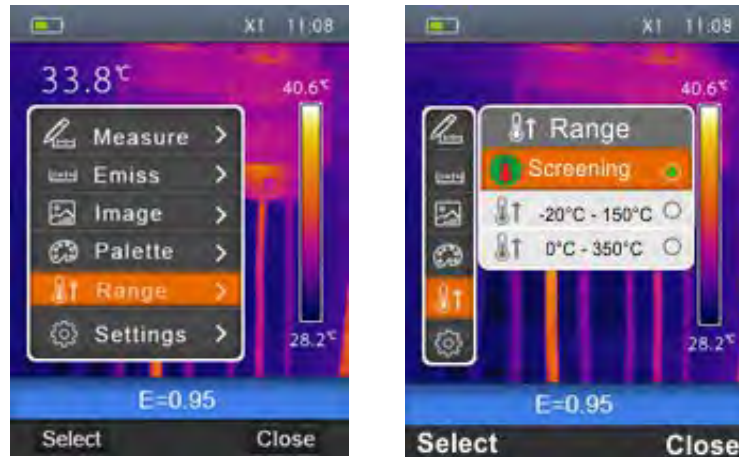 X1 11:08
33.8℃
40.6℃
Measure >
Emiss >
Image >
Palette >
Range >
Settings >
28.2℃
E=0.95
Select Close
X1 11:08
40.6℃
Range
Screening
-20°C - 150°C
0°C - 350°C
28.2℃
E=0.95
Select Close